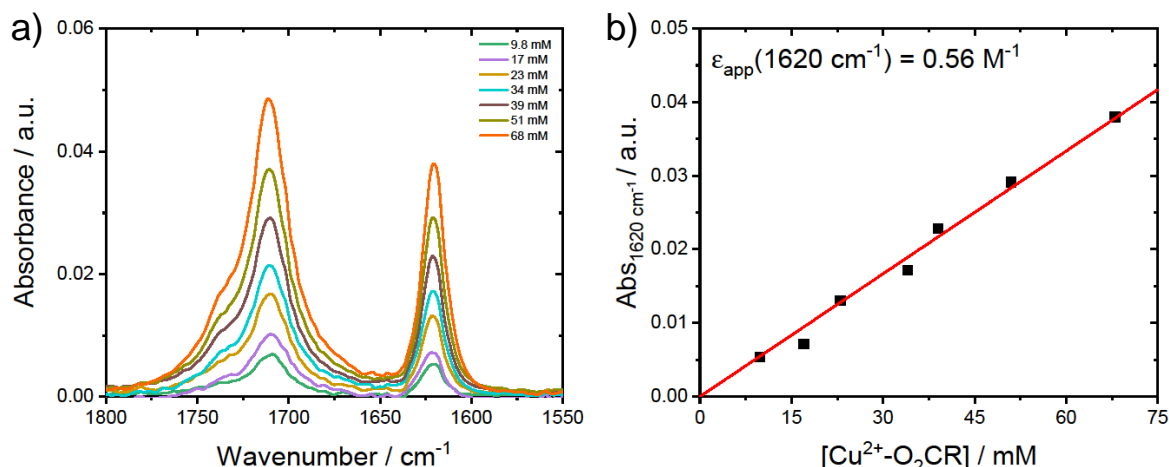 a)
0.06
0.04
0.02
0.00
Absorbance / a.u.
9.8 mM
17 mM
23 mM
34 mM
39 mM
51 mM
68 mM
1800
1750
1700
1650
1600
1550
Wavenumber / cm⁻¹
b)
εapp(1620 cm⁻¹) = 0.56 M⁻¹
0.05
0.04
0.03
0.02
0.01
0.00
Abs₁₆₂₀ cm⁻¹ / a.u.
0
15
30
45
60
75
[Cu²⁺-O₂CR] / mM